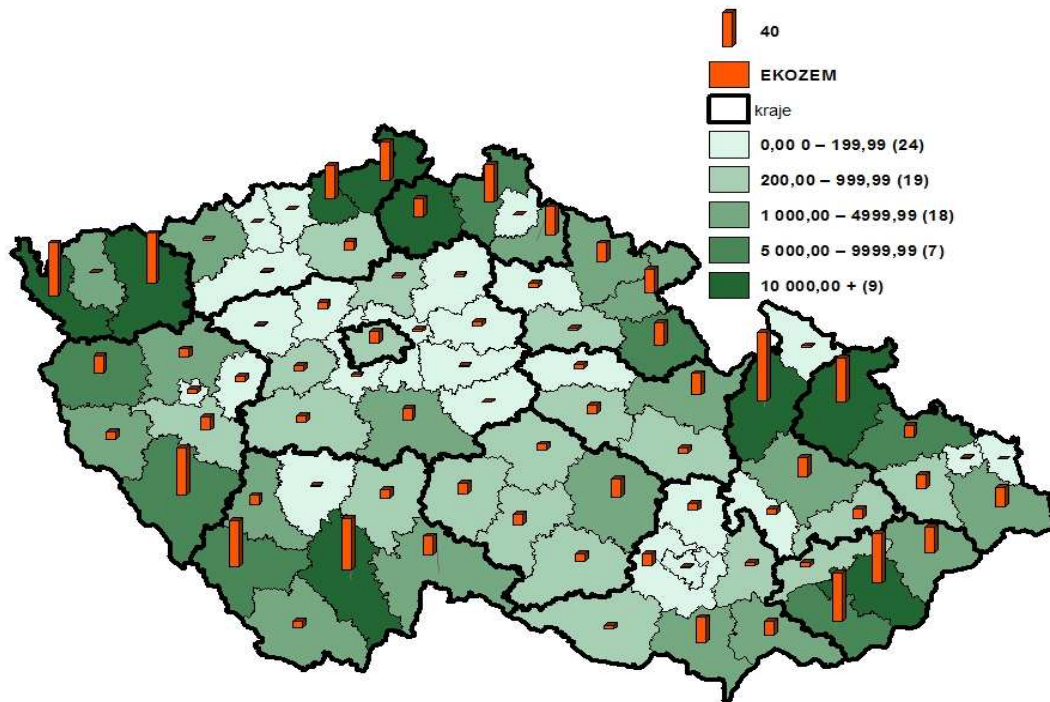 40
EKOZEM
kraje
0,00 0 – 199,99 (24)
200,00 – 999,99 (19)
1 000,00 – 4999,99 (18)
5 000,00 – 9999,99 (7)
10 000,00 + (9)